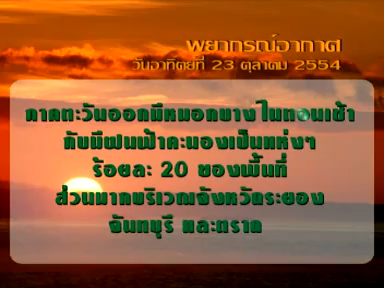 พยากรณ์อากาศ
วันอาทิตย์ที่ 23 ตุลาคม 2554
ภาคตะวันออกมีหมอกบางในตอนเช้า
กับมีฝนฟ้าคะนองเป็นแห่งๆ
ร้อยละ 20 ของพื้นที่
ส่วนมากบริเวณจังหวัดระยอง
จันทบุรี และตราด